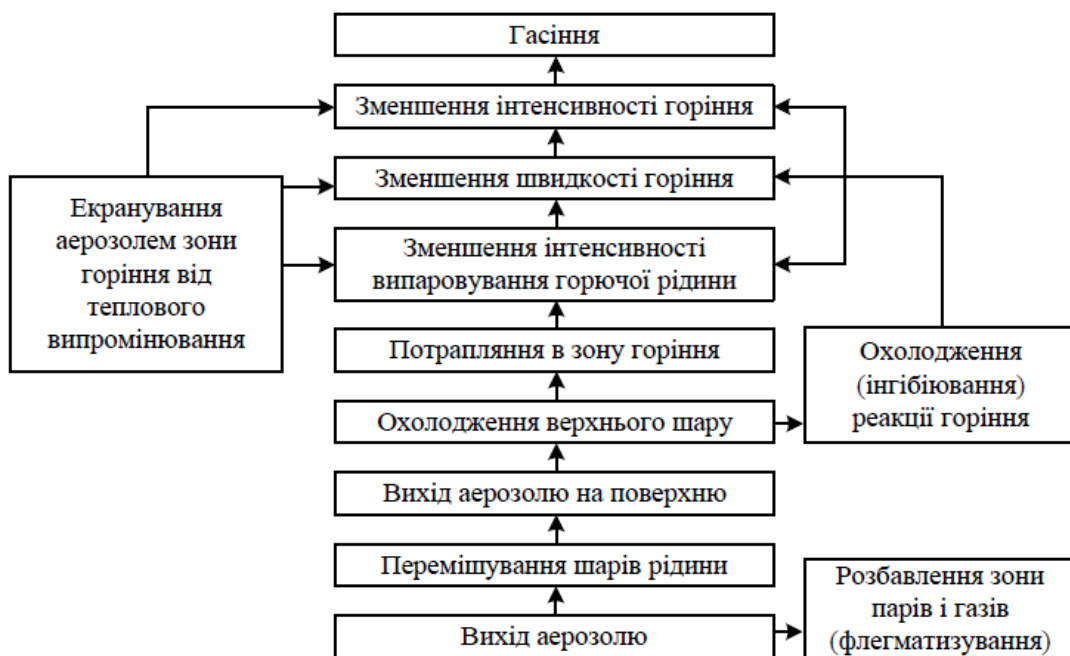 Гасіння
Зменшення інтенсивності горіння
Зменшення швидкості горіння
Екранування
аерозолем зони
горіння від
теплового
випромінювання
Зменшення інтенсивності
випаровування горючої рідини
Потрапляння в зону горіння
Охолодження
(інгібіювання)
реакції горіння
Охолодження верхнього шару
Вихід аерозолю на поверхню
Перемішування шарів рідини
Розбавлення зони
парів і газів
(флегматизування)
Вихід аерозолю